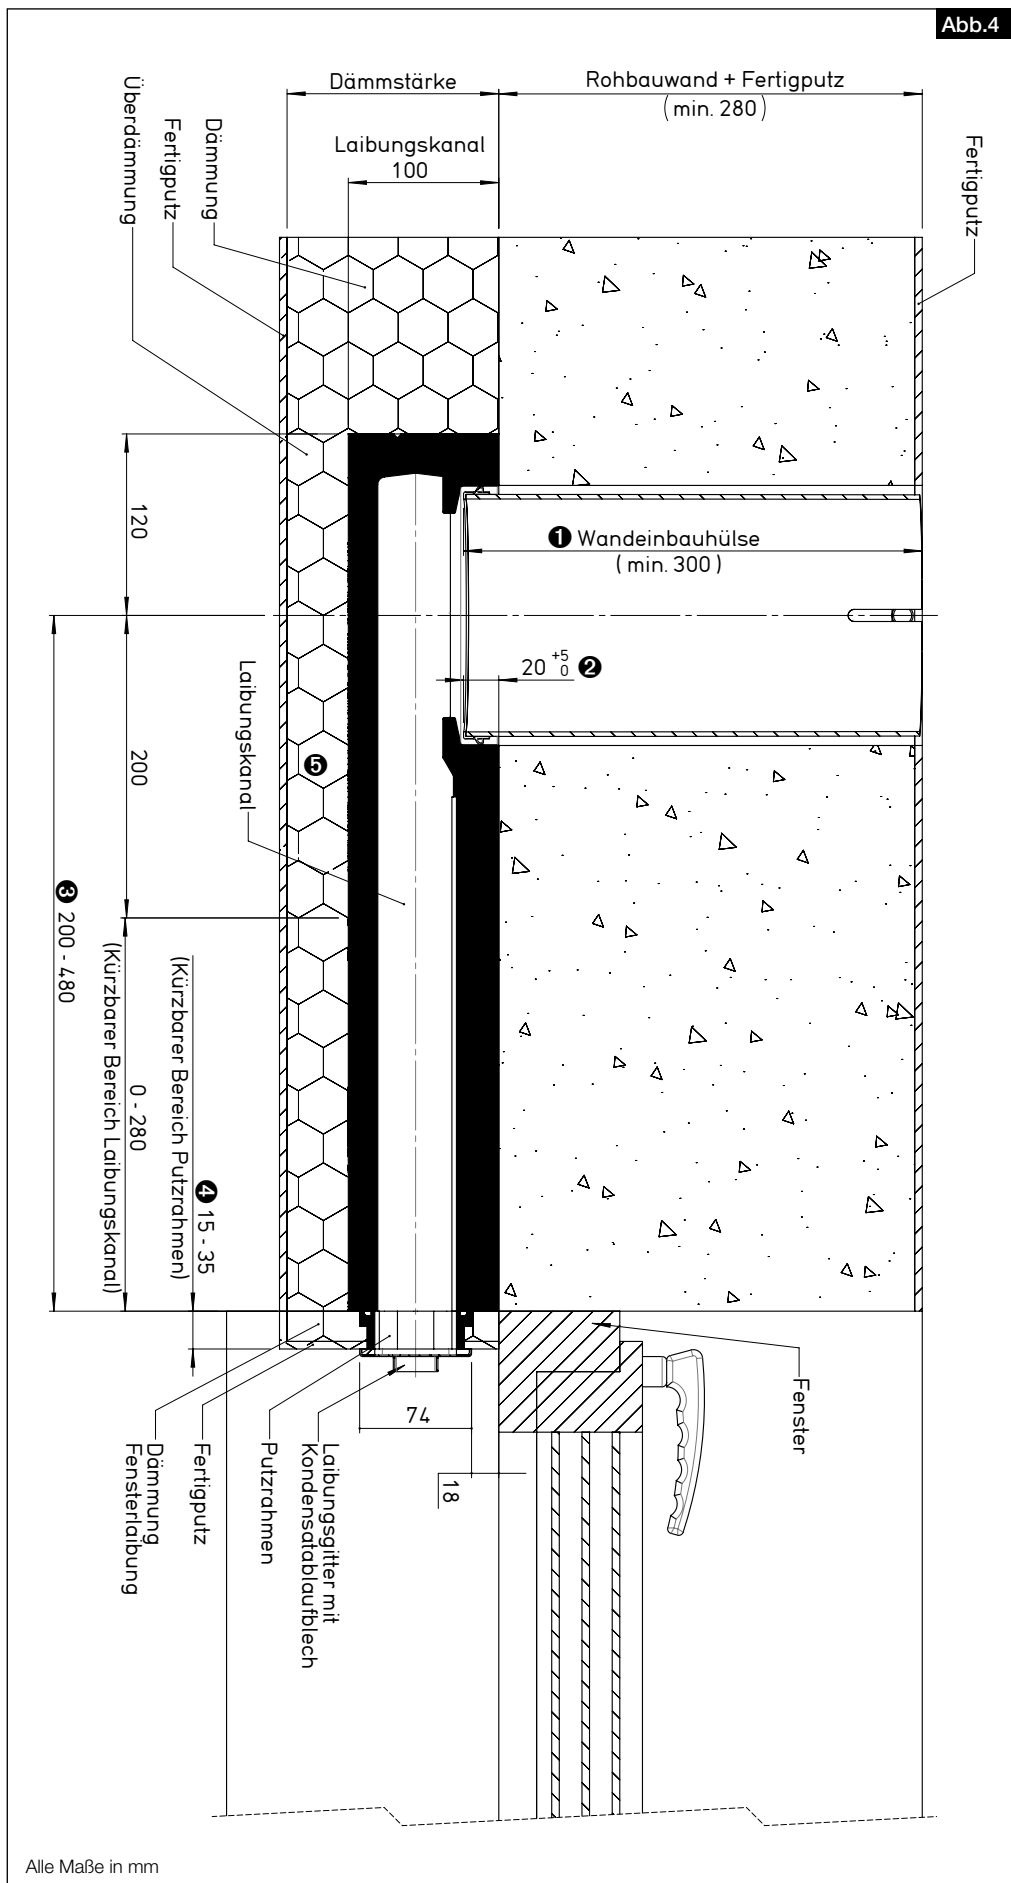 Abb.4
Dämmstärke
Rohbauwand + Fertigputz
(min. 280)
Laibungskanal
100
Überdämmung
Fertigputz
Dämmung
Fertigputz
❶ Wandeinbauhülse
(min. 300)
20 +5 0 ❷
120
200
Laibungskanal
❺
❸ 200 - 480
0 - 280
(Kürzbarer Bereich Laibungskanal)
❹ 15 - 35
(Kürzbarer Bereich Putzrahmen)
Fenster
74
18
Laibungsgitter mit
Kondensatablaufblech
Putzrahmen
Fertigputz
Dämmung
Fensterlaibung
Alle Maße in mm